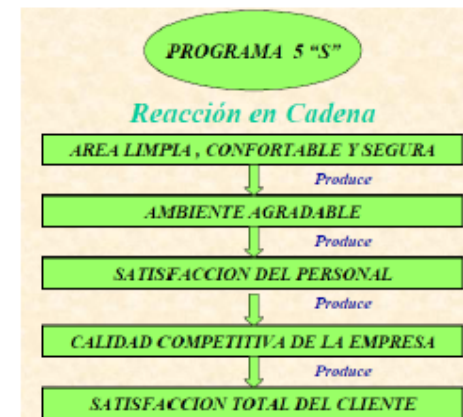 PROGRAMA 5 “S”
Reacción en Cadena
AREA LIMPIA , CONFORTABLE Y SEGURA
Produce
AMBIENTE AGRADABLE
Produce
SATISFACCION DEL PERSONAL
Produce
CALIDAD COMPETITIVA DE LA EMPRESA
Produce
SATISFACCION TOTAL DEL CLIENTE